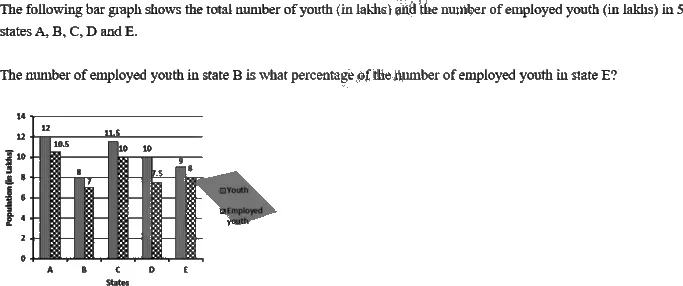 The following bar graph shows the total number of youth (in lakhs) and the number of employed youth (in lakhs) in 5
states A, B, C, D and E.
The number of employed youth in state B is what percentage of the number of employed youth in state E?
14
12
10
8
6
4
2
0
Population (in Lakhs)
12
10.5
8
7
11.5
10
10
7.5
9
8
A B C D E
States
Youth
Employed
youth